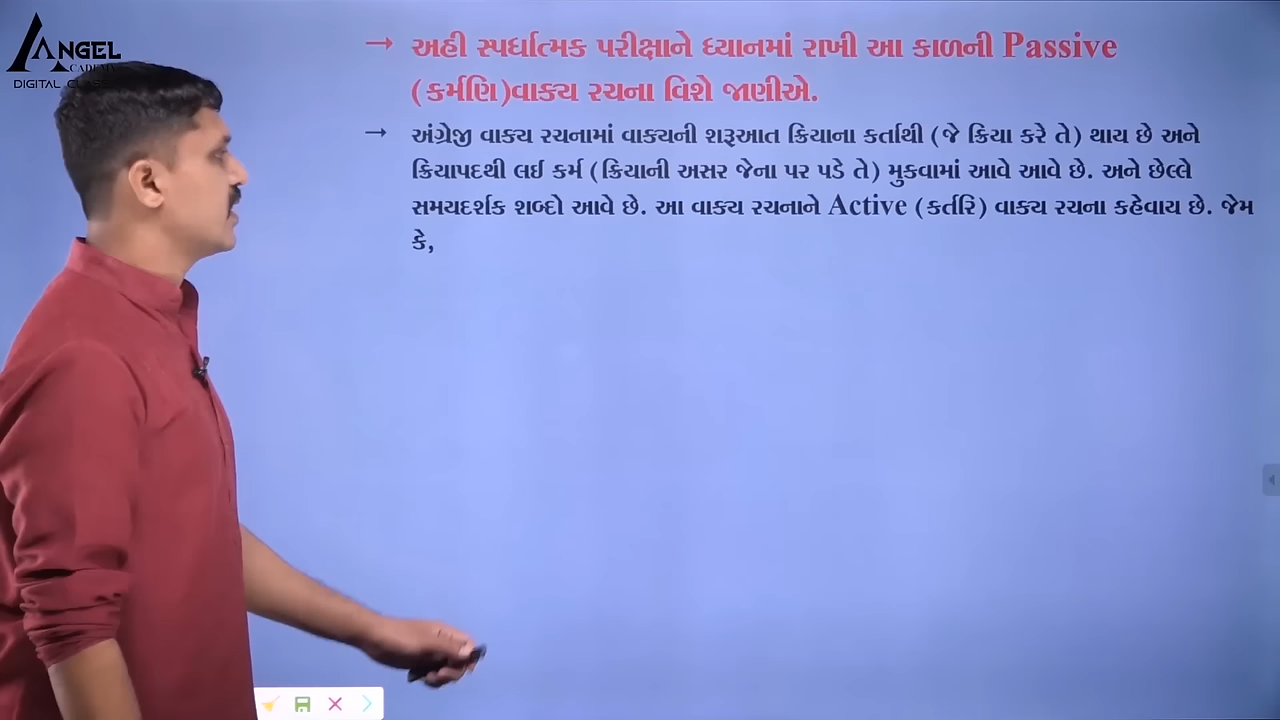 ANGEL
ACADEMY
DIGITAL CLASS
→ અહી સ્પર્ધાત્મક પરીક્ષાને ધ્યાનમાં રાખી આ કાળની Passive
(કર્મણિ)વાક્ય રચના વિશે જાણીએ.
→ અંગ્રેજી વાક્ય રચનામાં વાક્યની શરૂઆત ક્રિયાના કર્તાથી (જે ક્રિયા કરે તે) થાય છે અને
ક્રિયાપદથી લઈ કર્મ (ક્રિયાની અસર જેના પર પડે તે) મુકવામાં આવે આવે છે. અને છેલ્લે
સમયદર્શક શબ્દો આવે છે. આ વાક્ય રચનાને Active (કર્તરિ) વાક્ય રચના કહેવાય છે. જેમ
કે,